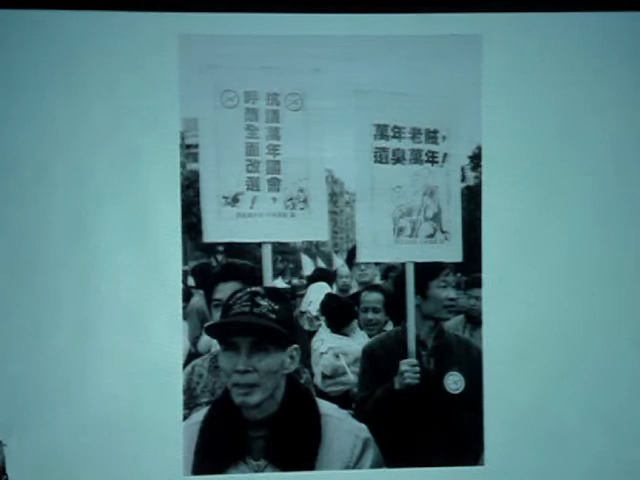 抗議萬年國會，
呼籲全面改選！
萬年老賊，
遺臭萬年！